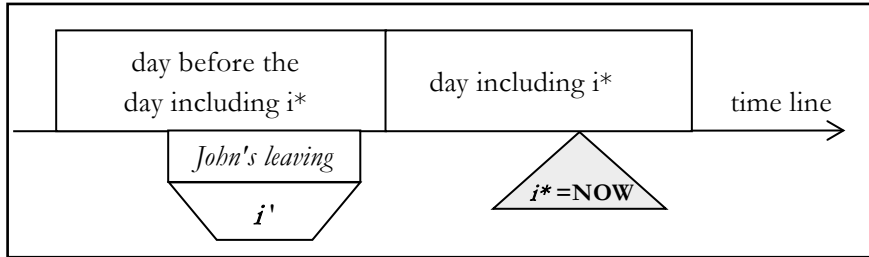 day before the
day including i*
day including i*
time line
John's leaving
i'
i* =NOW